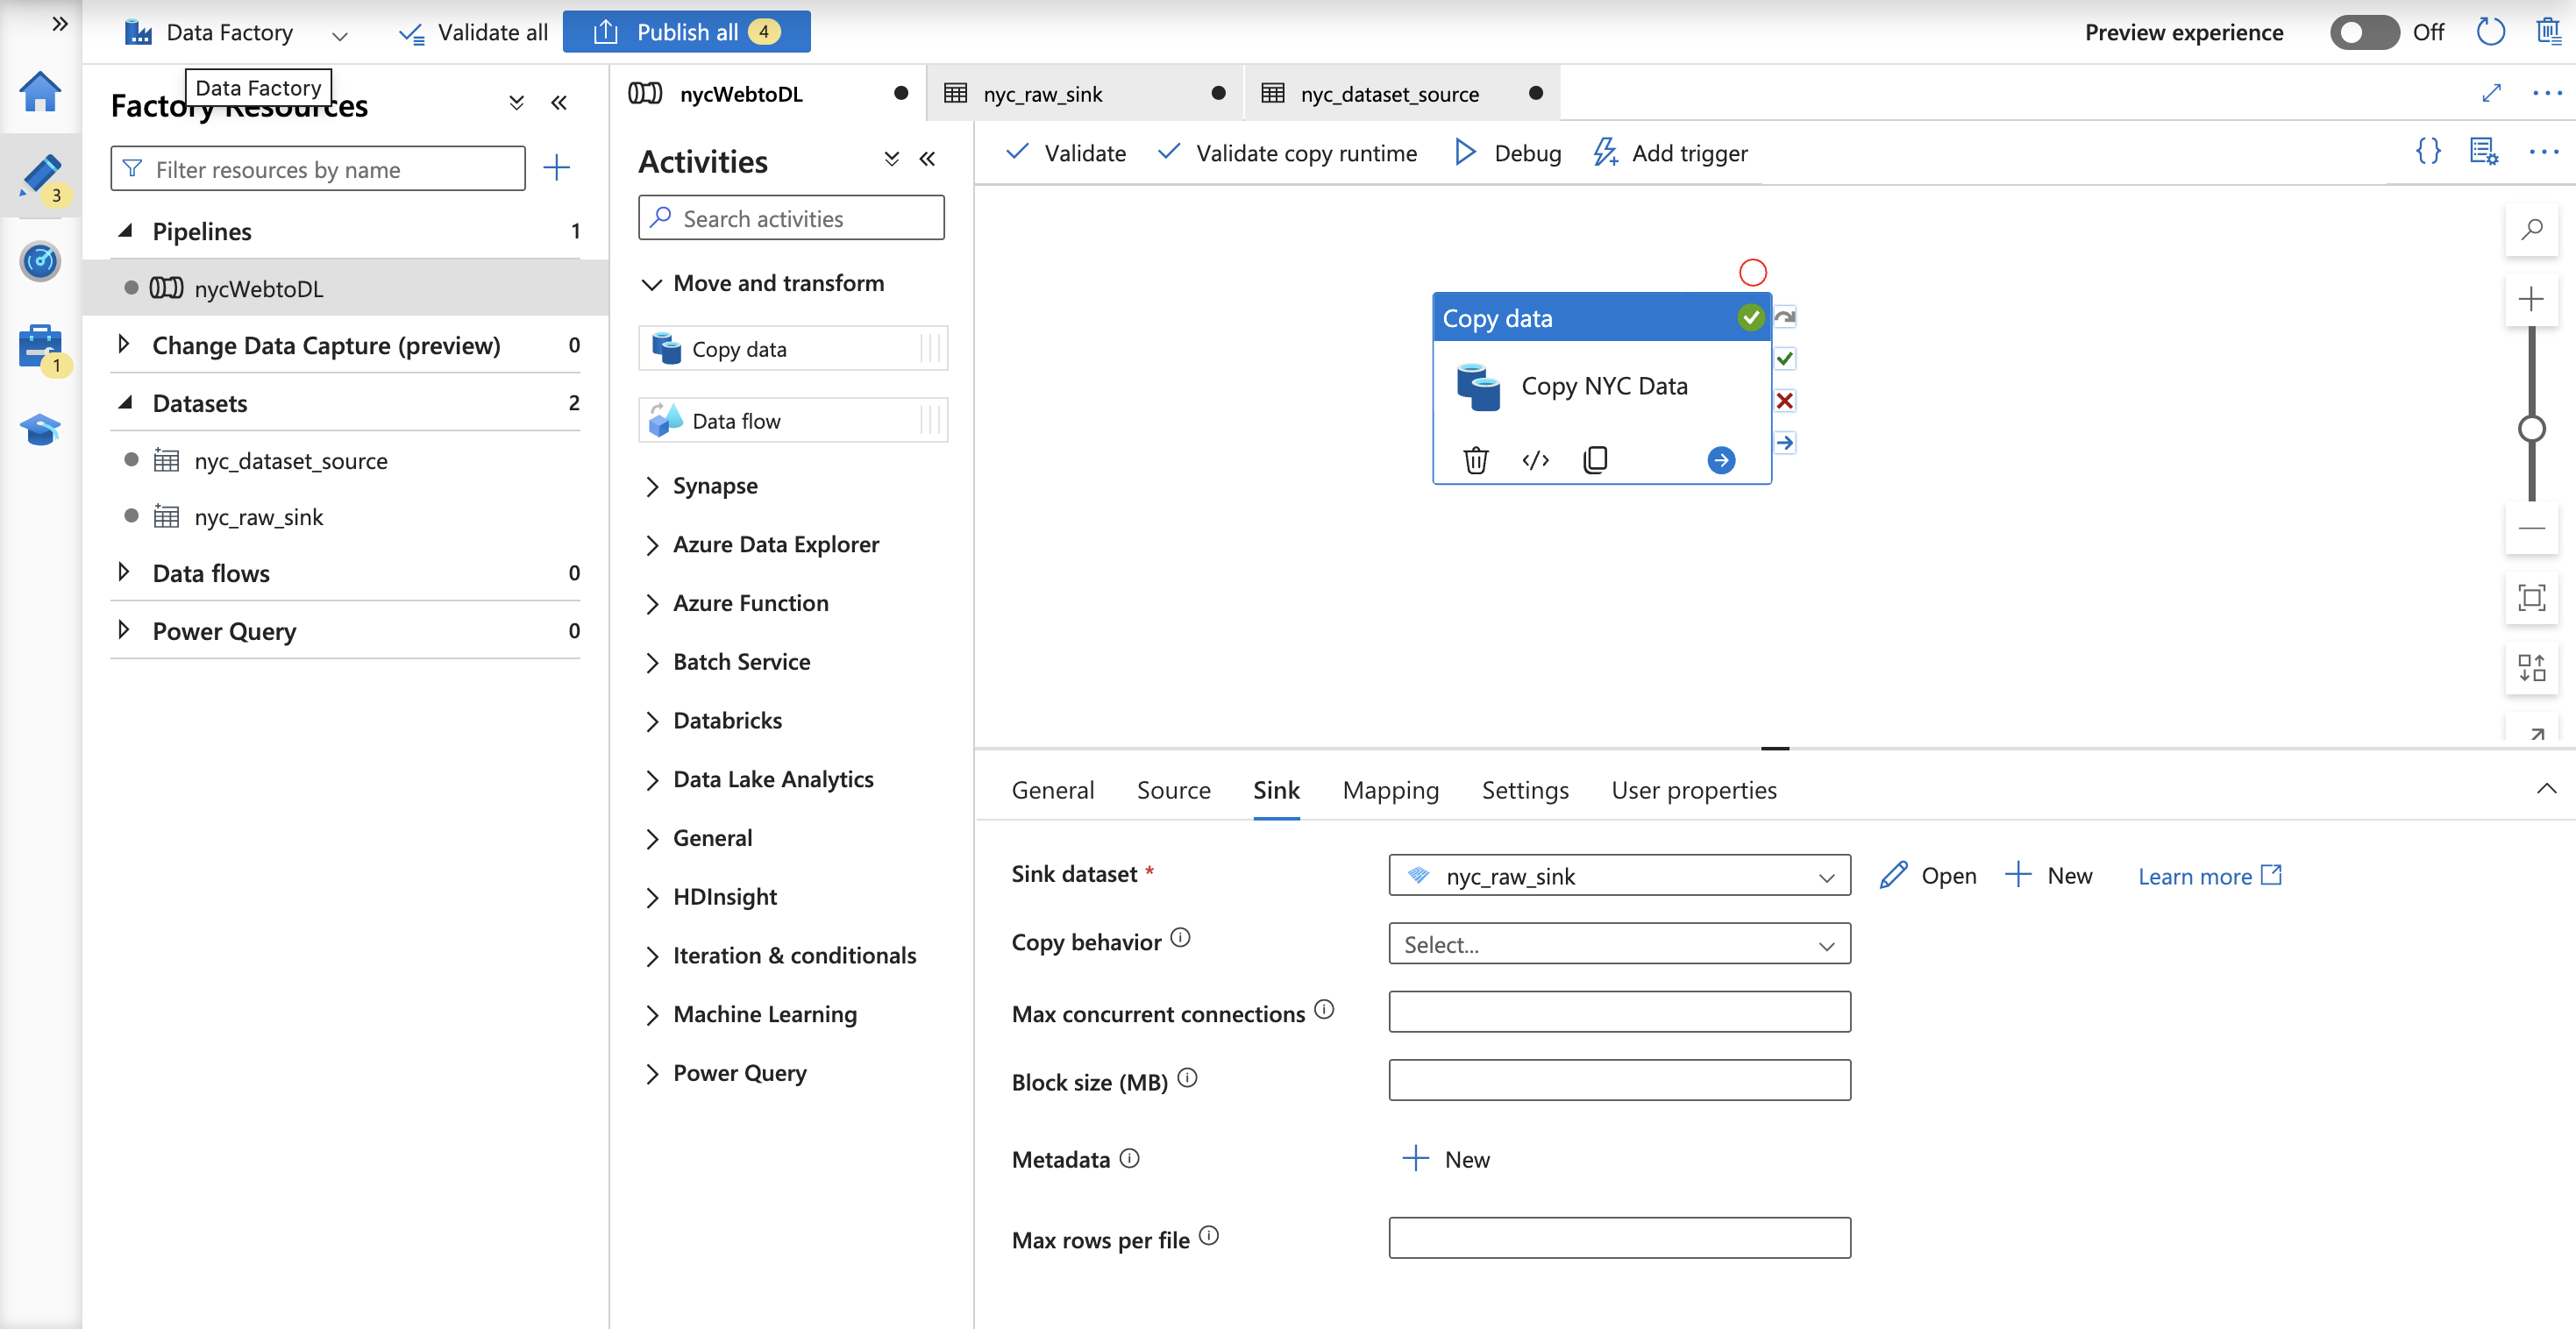 Data Factory
Validate all
Publish all 4
Preview experience
Off
Data Factory
Factory Resources
Filter resources by name
3
1
Pipelines 1
nycWebtoDL
Change Data Capture (preview) 0
Datasets 2
nyc_dataset_source
nyc_raw_sink
Data flows 0
Power Query 0
nycWebtoDL
nyc_raw_sink
nyc_dataset_source
Activities
Search activities
Move and transform
Copy data
Data flow
Synapse
Azure Data Explorer
Azure Function
Batch Service
Databricks
Data Lake Analytics
General
HDInsight
Iteration & conditionals
Machine Learning
Power Query
Validate
Validate copy runtime
Debug
Add trigger
Copy data
Copy NYC Data
General
Source
Sink
Mapping
Settings
User properties
Sink dataset *
nyc_raw_sink
Open
New
Learn more
Copy behavior
Select...
Max concurrent connections
Block size (MB)
Metadata
New
Max rows per file